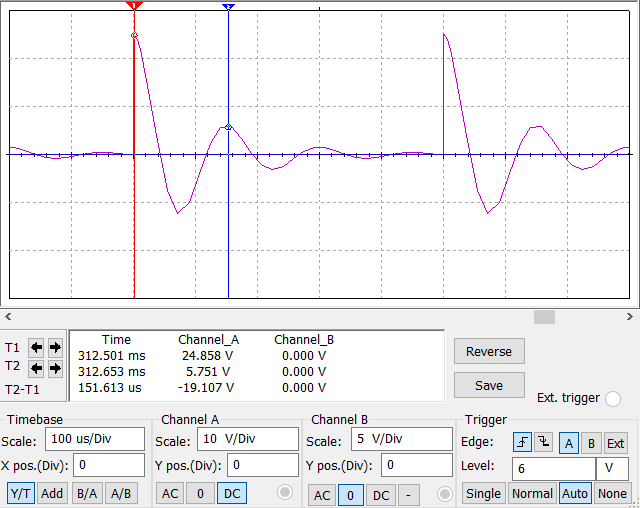 1 2
T1 T2 T2-T1
Time Channel_A Channel_B
312.501 ms 24.858 V 0.000 V
312.653 ms 5.751 V 0.000 V
151.613 us -19.107 V 0.000 V
Reverse
Save
Ext. trigger
Timebase Channel A Channel B Trigger
Scale: 100 us/Div Scale: 10 V/Div Scale: 5 V/Div Edge: A B Ext
X pos.(Div): 0 Y pos.(Div): 0 Y pos.(Div): 0 Level: 6 V
Y/T Add B/A A/B AC 0 DC AC 0 DC - Single Normal Auto None